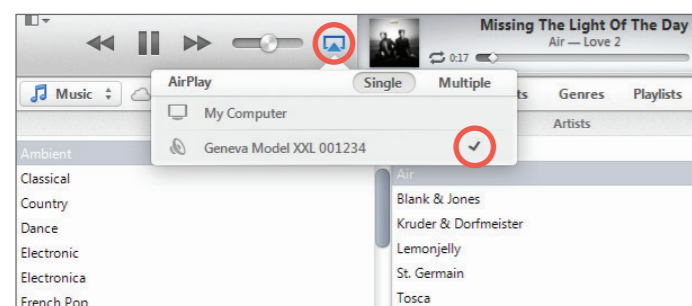 Missing The Light Of The Day
Air — Love 2
0:17
AirPlay Single Multiple
Music Genres Playlists
My Computer
Artists
Geneva Model XXL 001234
Ambient
Classical
Air
Country
Blank & Jones
Dance
Kruder & Dorfmeister
Electronic
Lemonjelly
Electronica
St. Germain
French Pop
Tosca